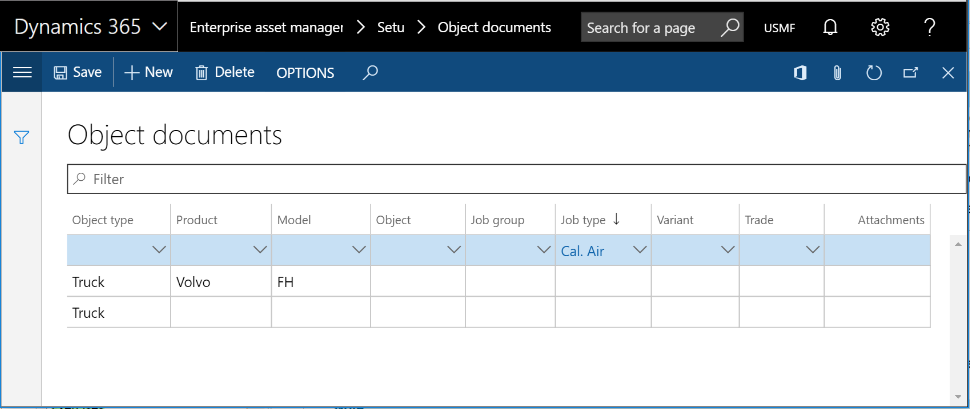 Dynamics 365 Enterprise asset manager > Setu > Object documents Search for a page USMF ?
Save + New Delete OPTIONS
Object documents
Filter
Object type Product Model Object Job group Job type ↓ Variant Trade Attachments
Cal. Air
Truck Volvo FH
Truck